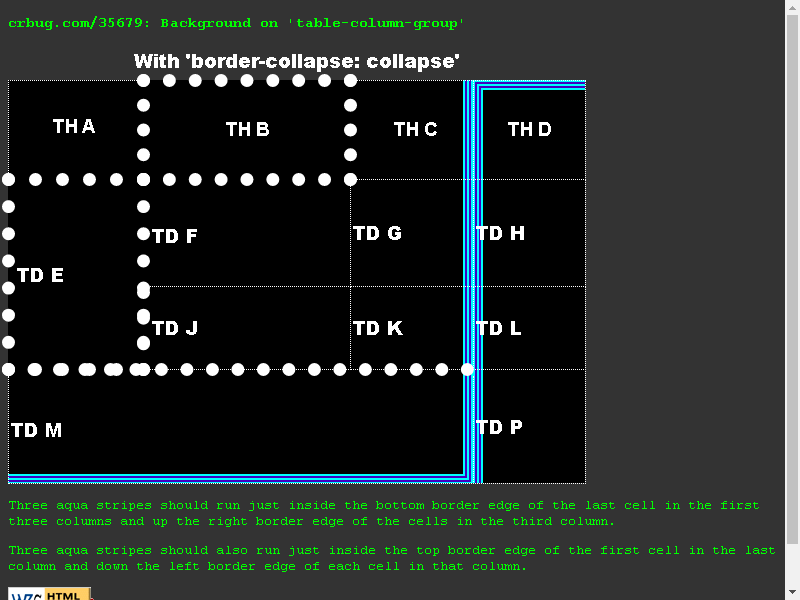 crbug.com/35679: Background on 'table-column-group'
With 'border-collapse: collapse'
TH A
TH B
TH C
TH D
TD E
TD F
TD G
TD H
TD J
TD K
TD L
TD M
TD P
Three aqua stripes should run just inside the bottom border edge of the last cell in the first
three columns and up the right border edge of the cells in the third column.
Three aqua stripes should also run just inside the top border edge of the first cell in the last
column and down the left border edge of each cell in that column.
W3C HTML